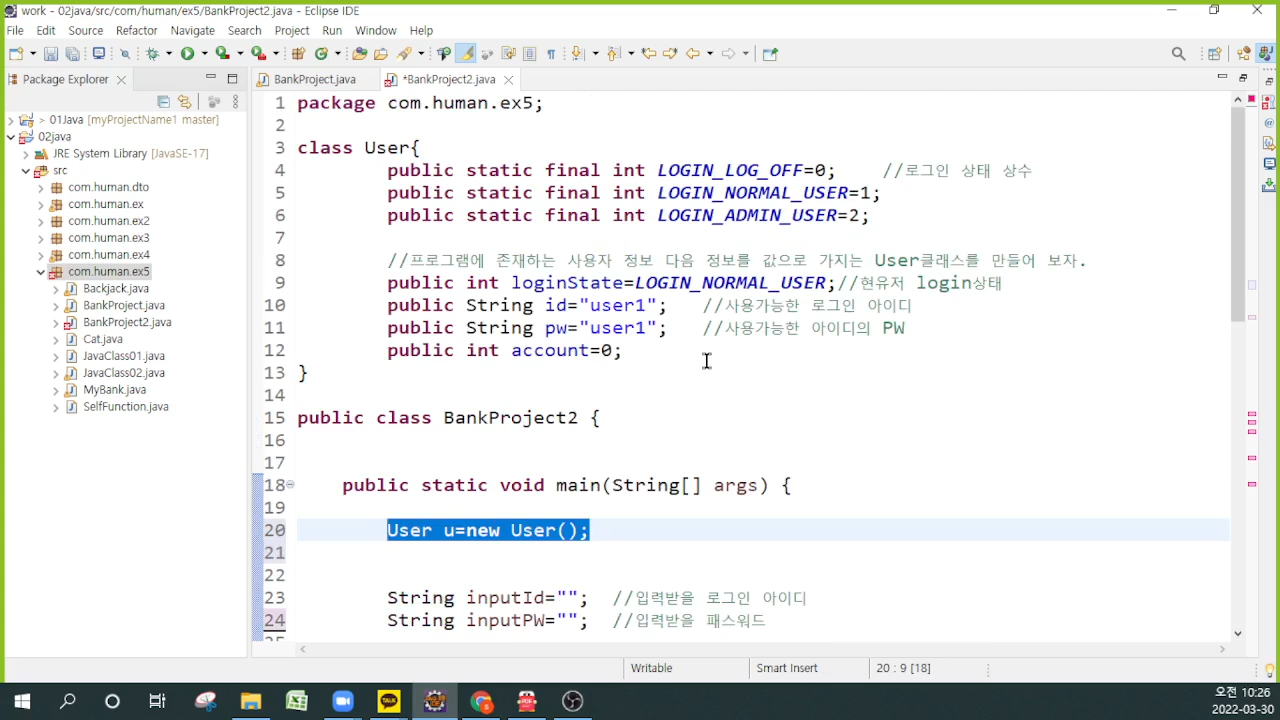 work - 02java/src/com/human/ex5/BankProject2.java - Eclipse IDE
File Edit Source Refactor Navigate Search Project Run Window Help
Package Explorer
BankProject.java
*BankProject2.java
> 01Java [myProjectName1 master]
02java
JRE System Library [JavaSE-17]
src
com.human.dto
com.human.ex
com.human.ex2
com.human.ex3
com.human.ex4
com.human.ex5
Backjack.java
BankProject.java
BankProject2.java
Cat.java
JavaClass01.java
JavaClass02.java
MyBank.java
SelfFunction.java
1 package com.human.ex5;
2
3 class User{
4 public static final int LOGIN_LOG_OFF=0; //로그인 상태 상수
5 public static final int LOGIN_NORMAL_USER=1;
6 public static final int LOGIN_ADMIN_USER=2;
7
8 //프로그램에 존재하는 사용자 정보 다음 정보를 값으로 가지는 User클래스를 만들어 보자.
9 public int loginState=LOGIN_NORMAL_USER;//현유저 login상태
10 public String id="user1"; //사용가능한 로그인 아이디
11 public String pw="user1"; //사용가능한 아이디의 PW
12 public int account=0;
13 }
14
15 public class BankProject2 {
16
17
18 public static void main(String[] args) {
19
20 User u=new User();
21
22
23 String inputId=""; //입력받을 로그인 아이디
24 String inputPW=""; //입력받을 패스워드
25
Writable Smart Insert 20 : 9 [18]
TALK
PDF
오전 10:26
2022-03-30